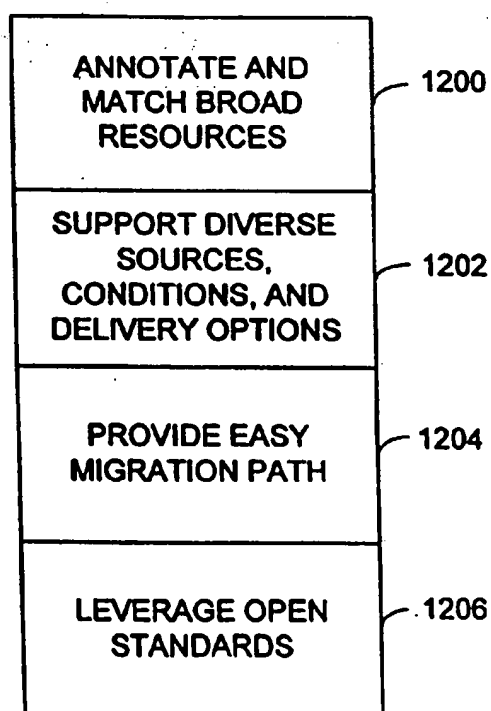 ANNOTATE AND
MATCH BROAD
RESOURCES
1200
SUPPORT DIVERSE
SOURCES,
CONDITIONS, AND
DELIVERY OPTIONS
1202
PROVIDE EASY
MIGRATION PATH
1204
LEVERAGE OPEN
STANDARDS
1206